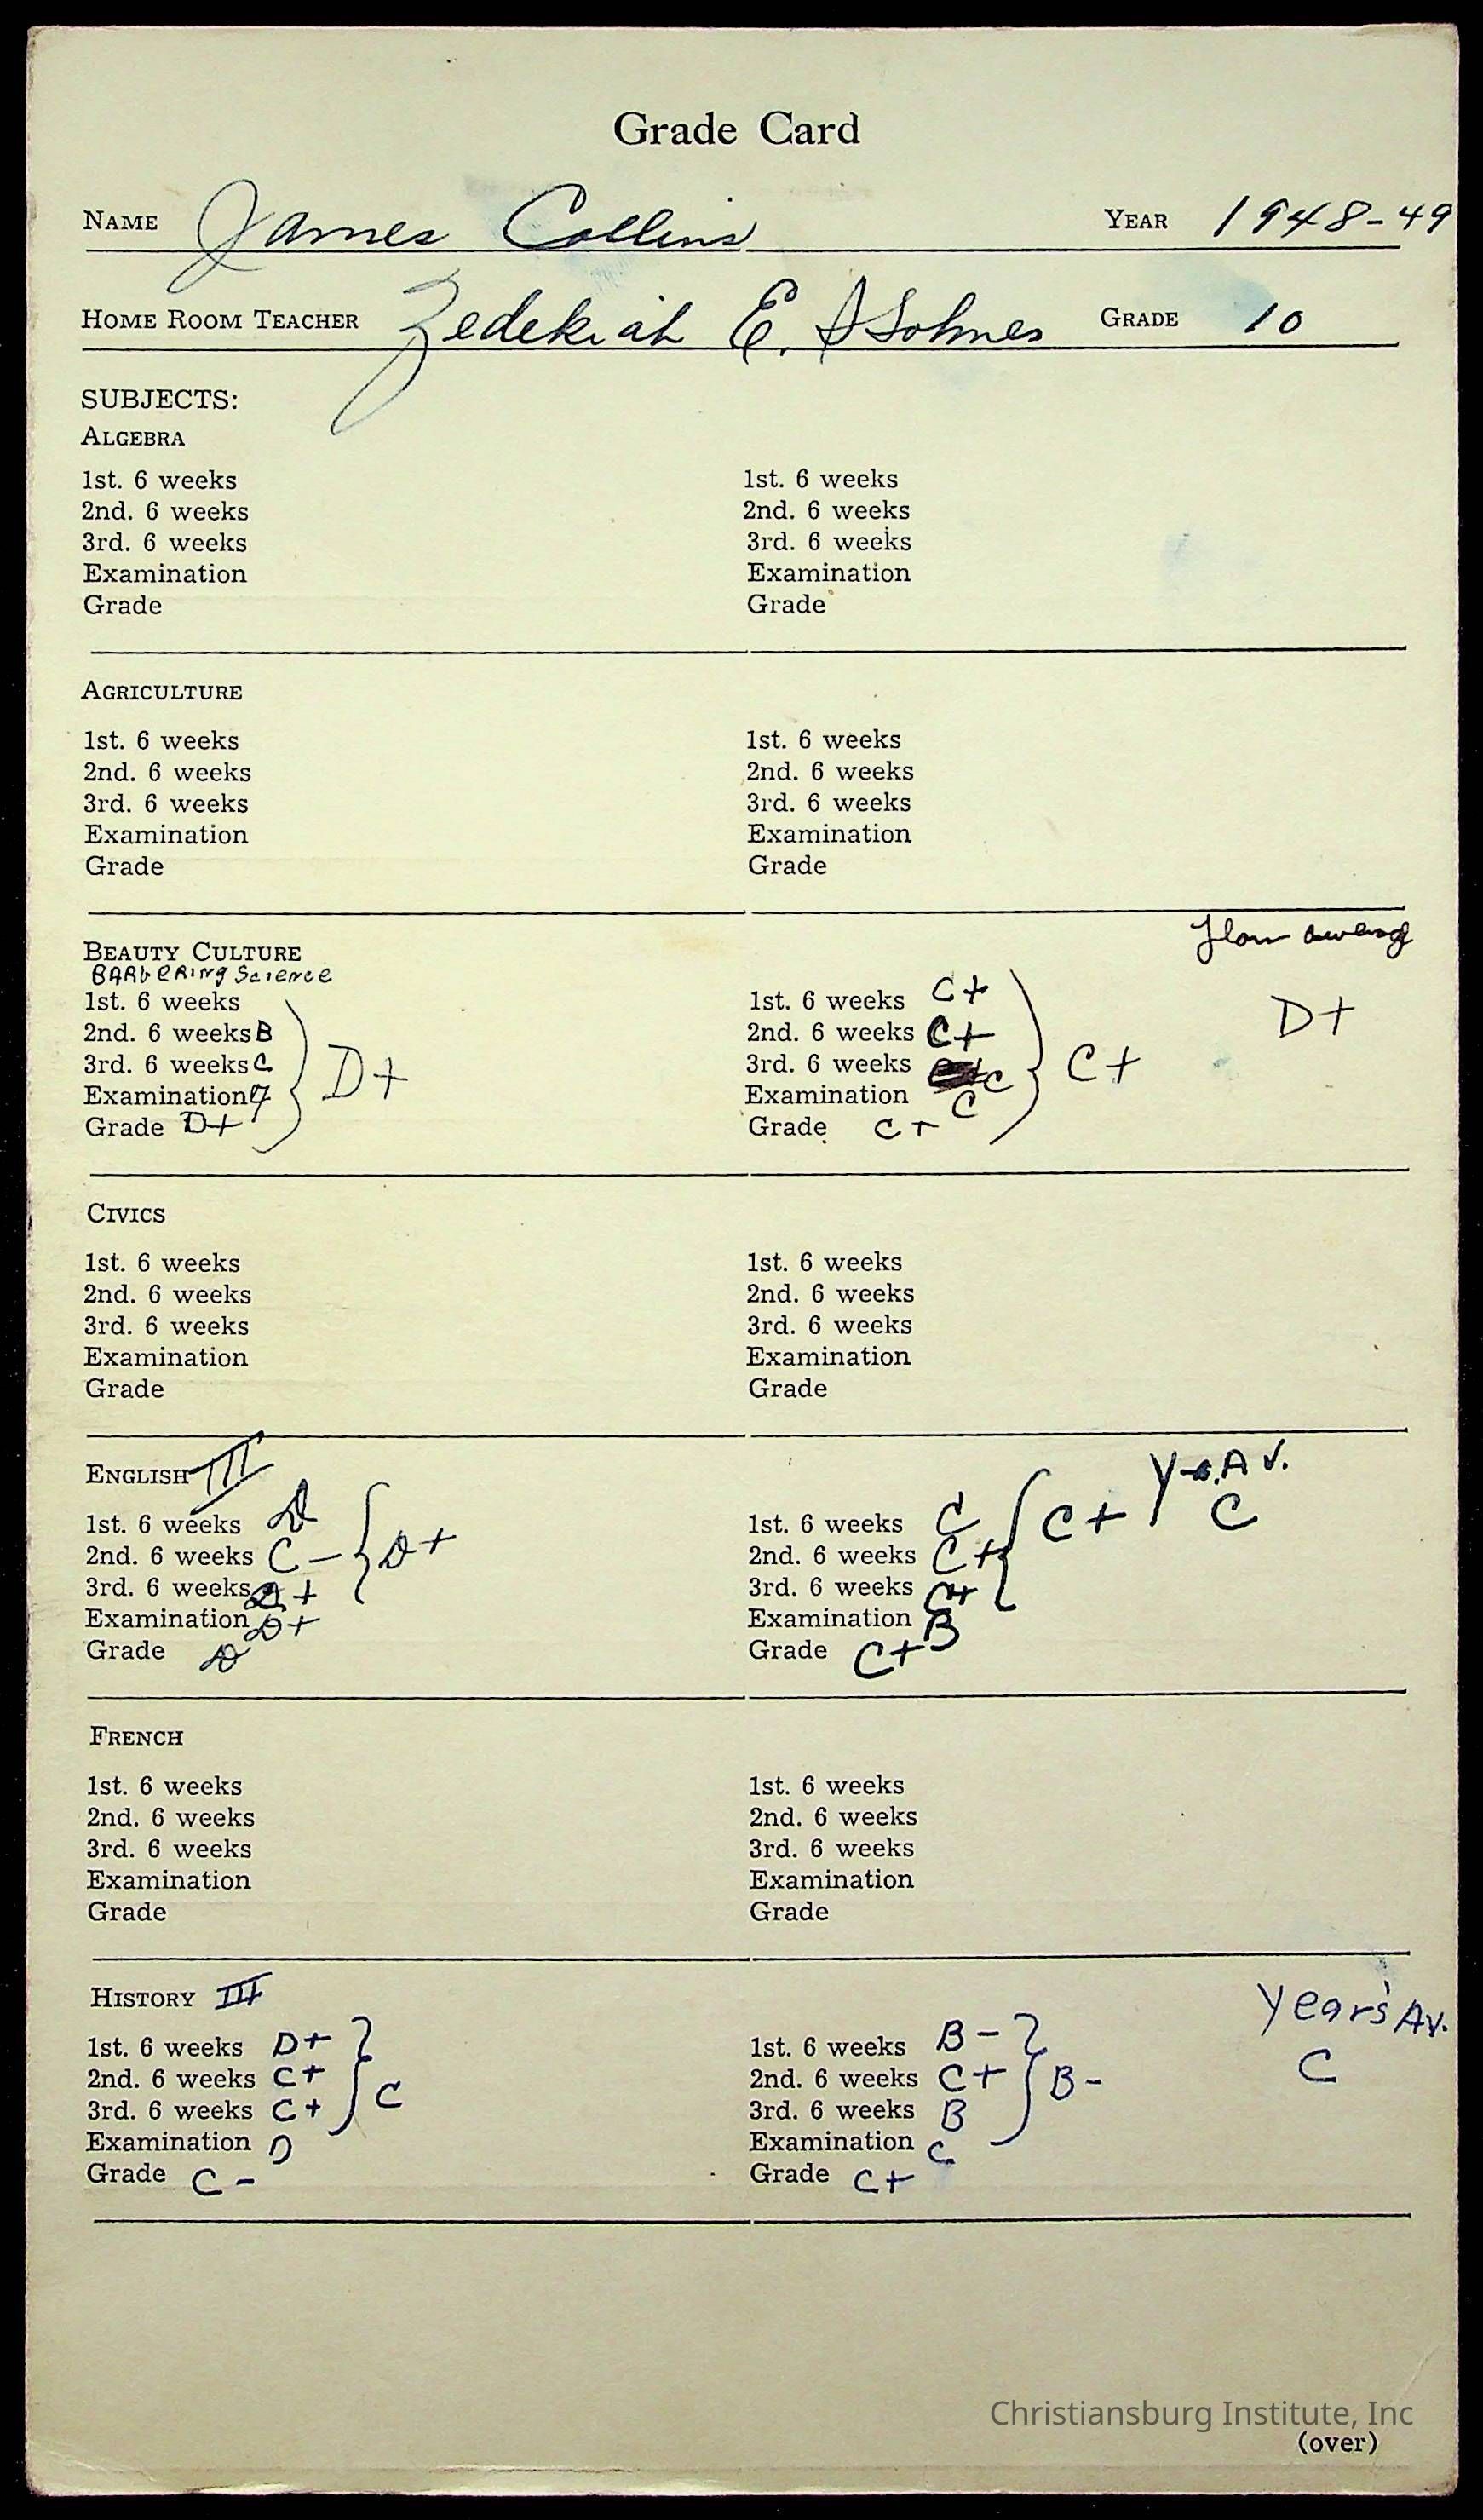 Grade Card
NAME James Collins YEAR 1948-49
HOME ROOM TEACHER Zedekiah E. Holmes GRADE 10
SUBJECTS:
ALGEBRA
1st. 6 weeks 1st. 6 weeks
2nd. 6 weeks 2nd. 6 weeks
3rd. 6 weeks 3rd. 6 weeks
Examination Examination
Grade Grade
AGRICULTURE
1st. 6 weeks 1st. 6 weeks
2nd. 6 weeks 2nd. 6 weeks
3rd. 6 weeks 3rd. 6 weeks
Examination Examination
Grade Grade
BEAUTY CULTURE
BARbERINg Science
1st. 6 weeks 1st. 6 weeks C+ D+
2nd. 6 weeks B 2nd. 6 weeks C+
3rd. 6 weeks C D+ 3rd. 6 weeks C C+
Examination Examination C
Grade D+ Grade C+
CIVICS
1st. 6 weeks 1st. 6 weeks
2nd. 6 weeks 2nd. 6 weeks
3rd. 6 weeks 3rd. 6 weeks
Examination Examination
Grade Grade
ENGLISH III AV.
1st. 6 weeks D 1st. 6 weeks C C+ C
2nd. 6 weeks C- D+ 2nd. 6 weeks C+
3rd. 6 weeks D+ 3rd. 6 weeks C+
Examination D+ Examination B
Grade D Grade C+
FRENCH
1st. 6 weeks 1st. 6 weeks
2nd. 6 weeks 2nd. 6 weeks
3rd. 6 weeks 3rd. 6 weeks
Examination Examination
Grade Grade
HISTORY III Year's Av.
1st. 6 weeks D+ 1st. 6 weeks B- C
2nd. 6 weeks C+ C 2nd. 6 weeks C+ B-
3rd. 6 weeks C+ 3rd. 6 weeks B
Examination D Examination C
Grade C- Grade C+
Christiansburg Institute, Inc
(over)